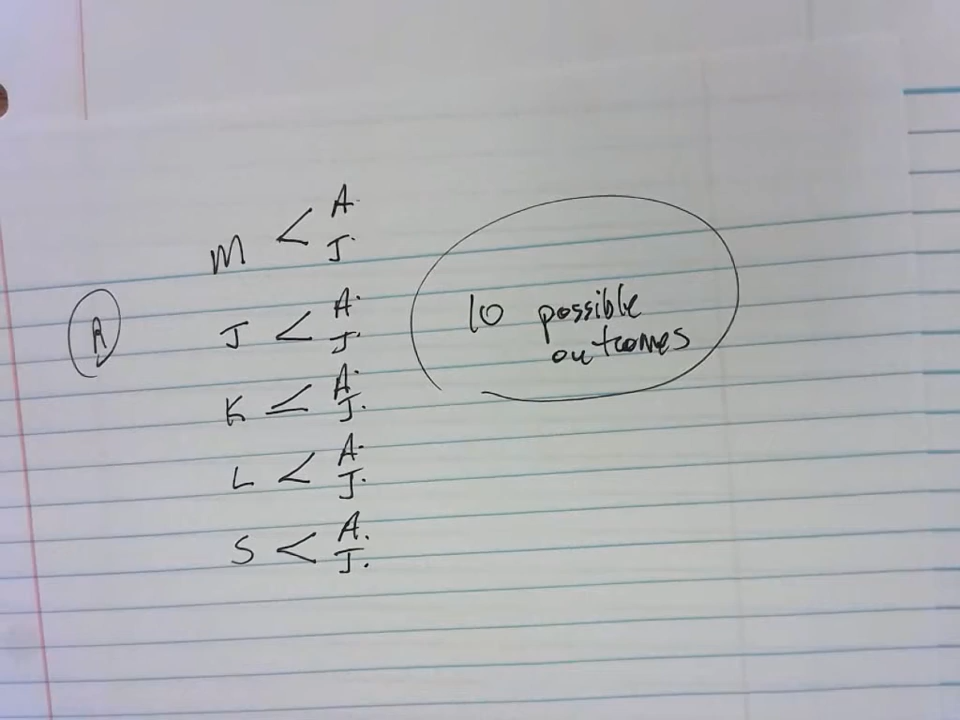 A.
M < J.
A.
J < J.
(A)
A.
K < J.
A.
L < J.
A.
S < J.
10 possible
outcomes